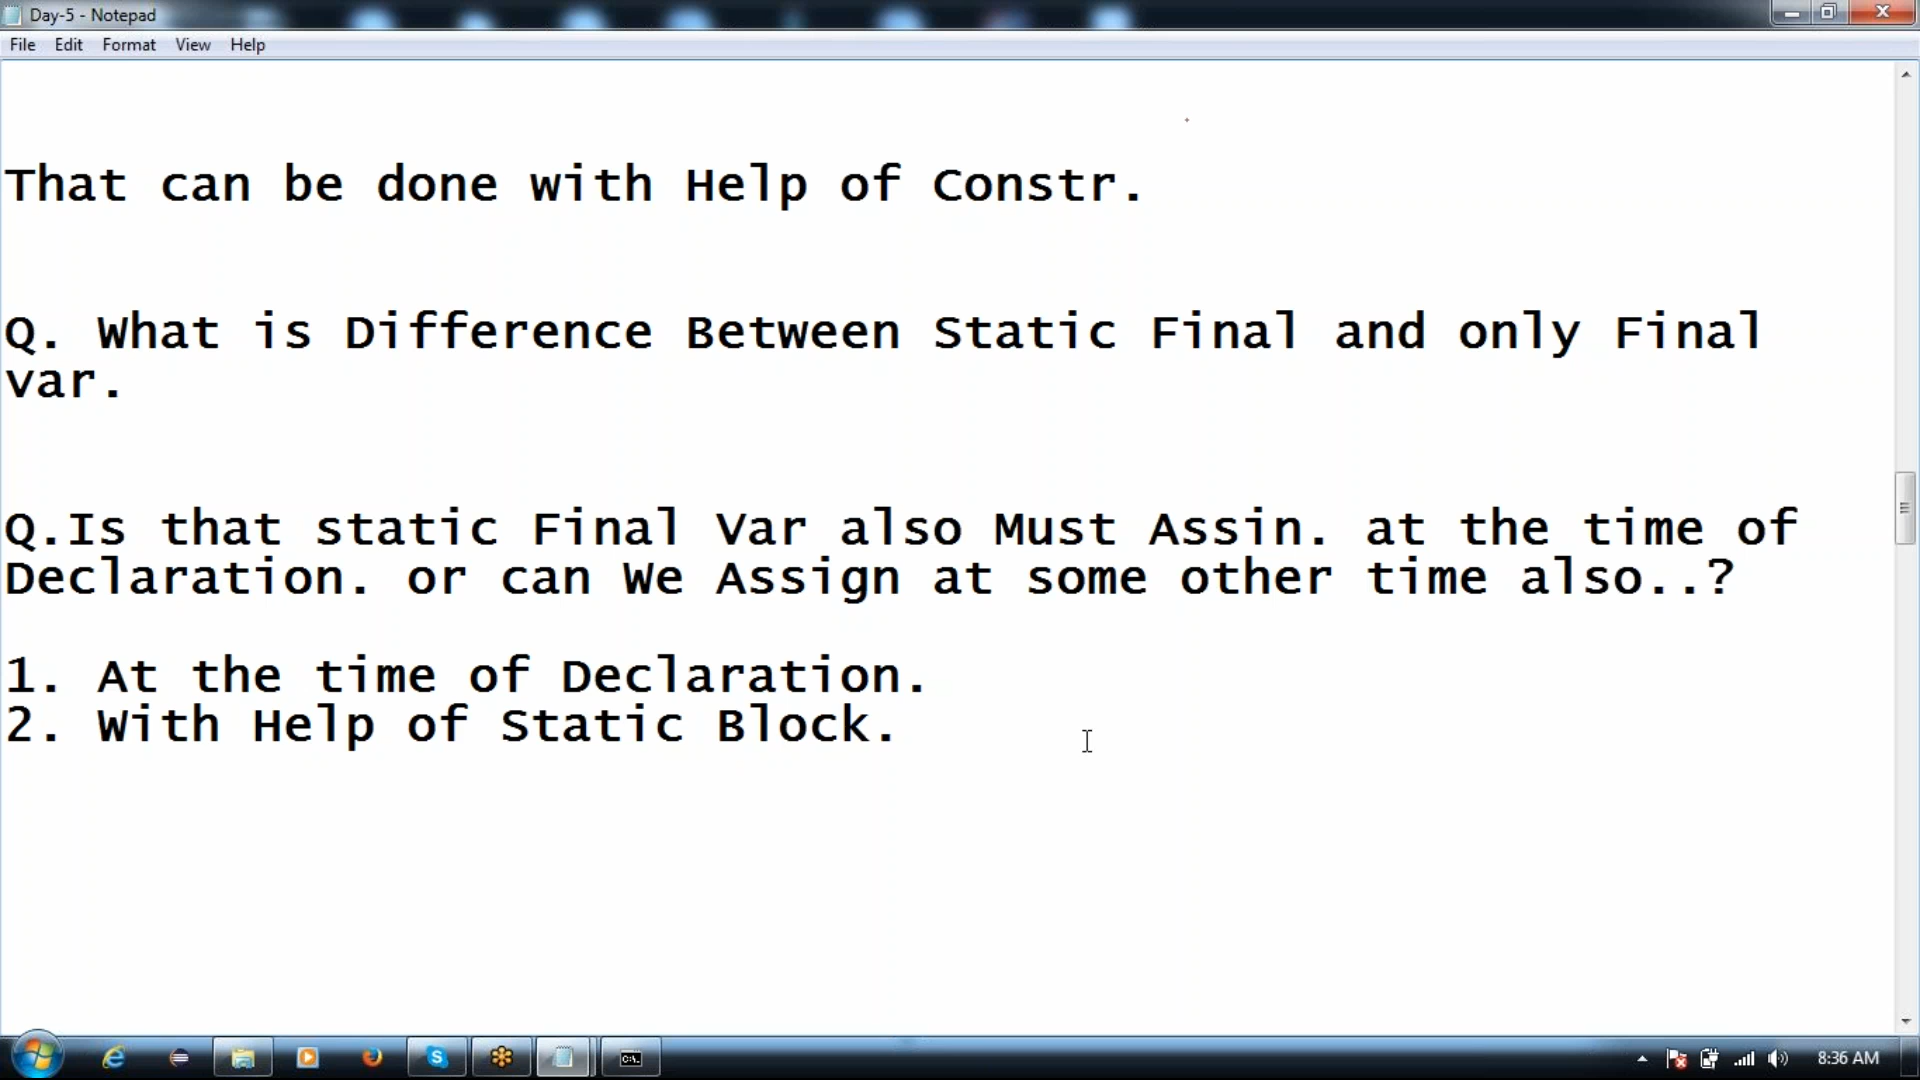 Day-5 - Notepad
File Edit Format View Help
That can be done with Help of Constr.
Q. What is Difference Between Static Final and only Final
var.
Q.Is that static Final Var also Must Assin. at the time of
Declaration. or can We Assign at some other time also..?
1. At the time of Declaration.
2. With Help of Static Block.
8:36 AM